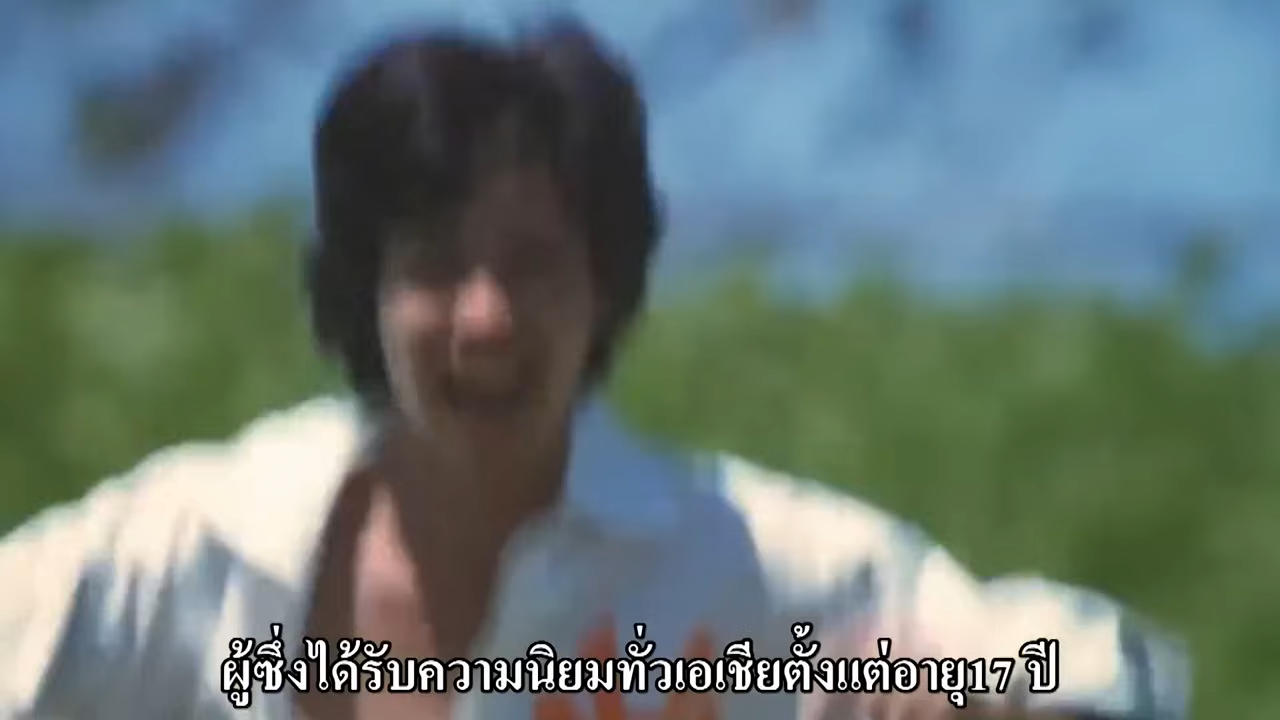 ผู้ซึ่งได้รับความนิยมทั่วเอเชียตั้งแต่อายุ17 ปี